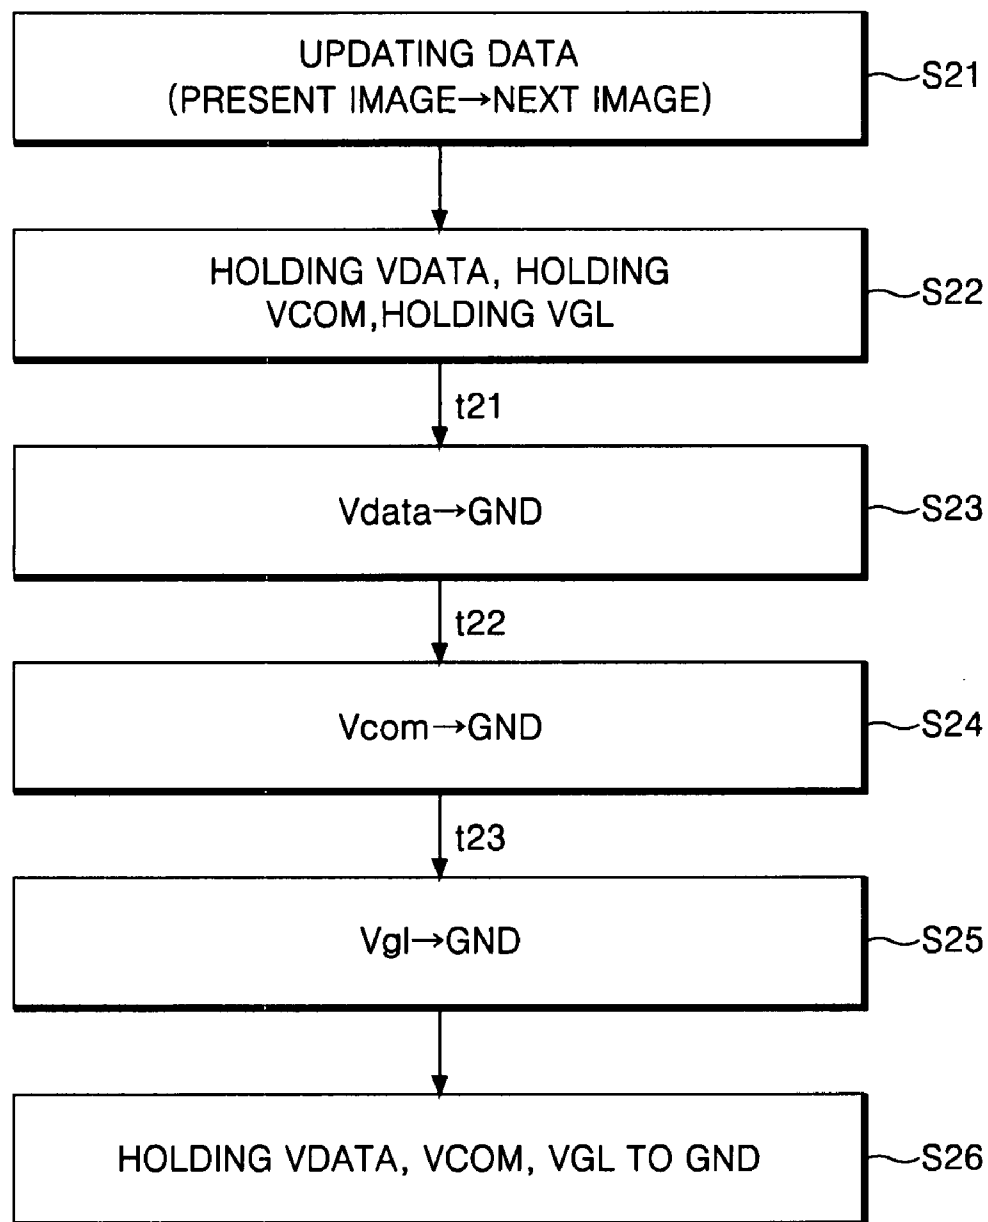 UPDATING DATA
(PRESENT IMAGE→NEXT IMAGE)
S21
HOLDING VDATA, HOLDING
VCOM,HOLDING VGL
S22
t21
Vdata→GND
S23
t22
Vcom→GND
S24
t23
Vgl→GND
S25
HOLDING VDATA, VCOM, VGL TO GND
S26